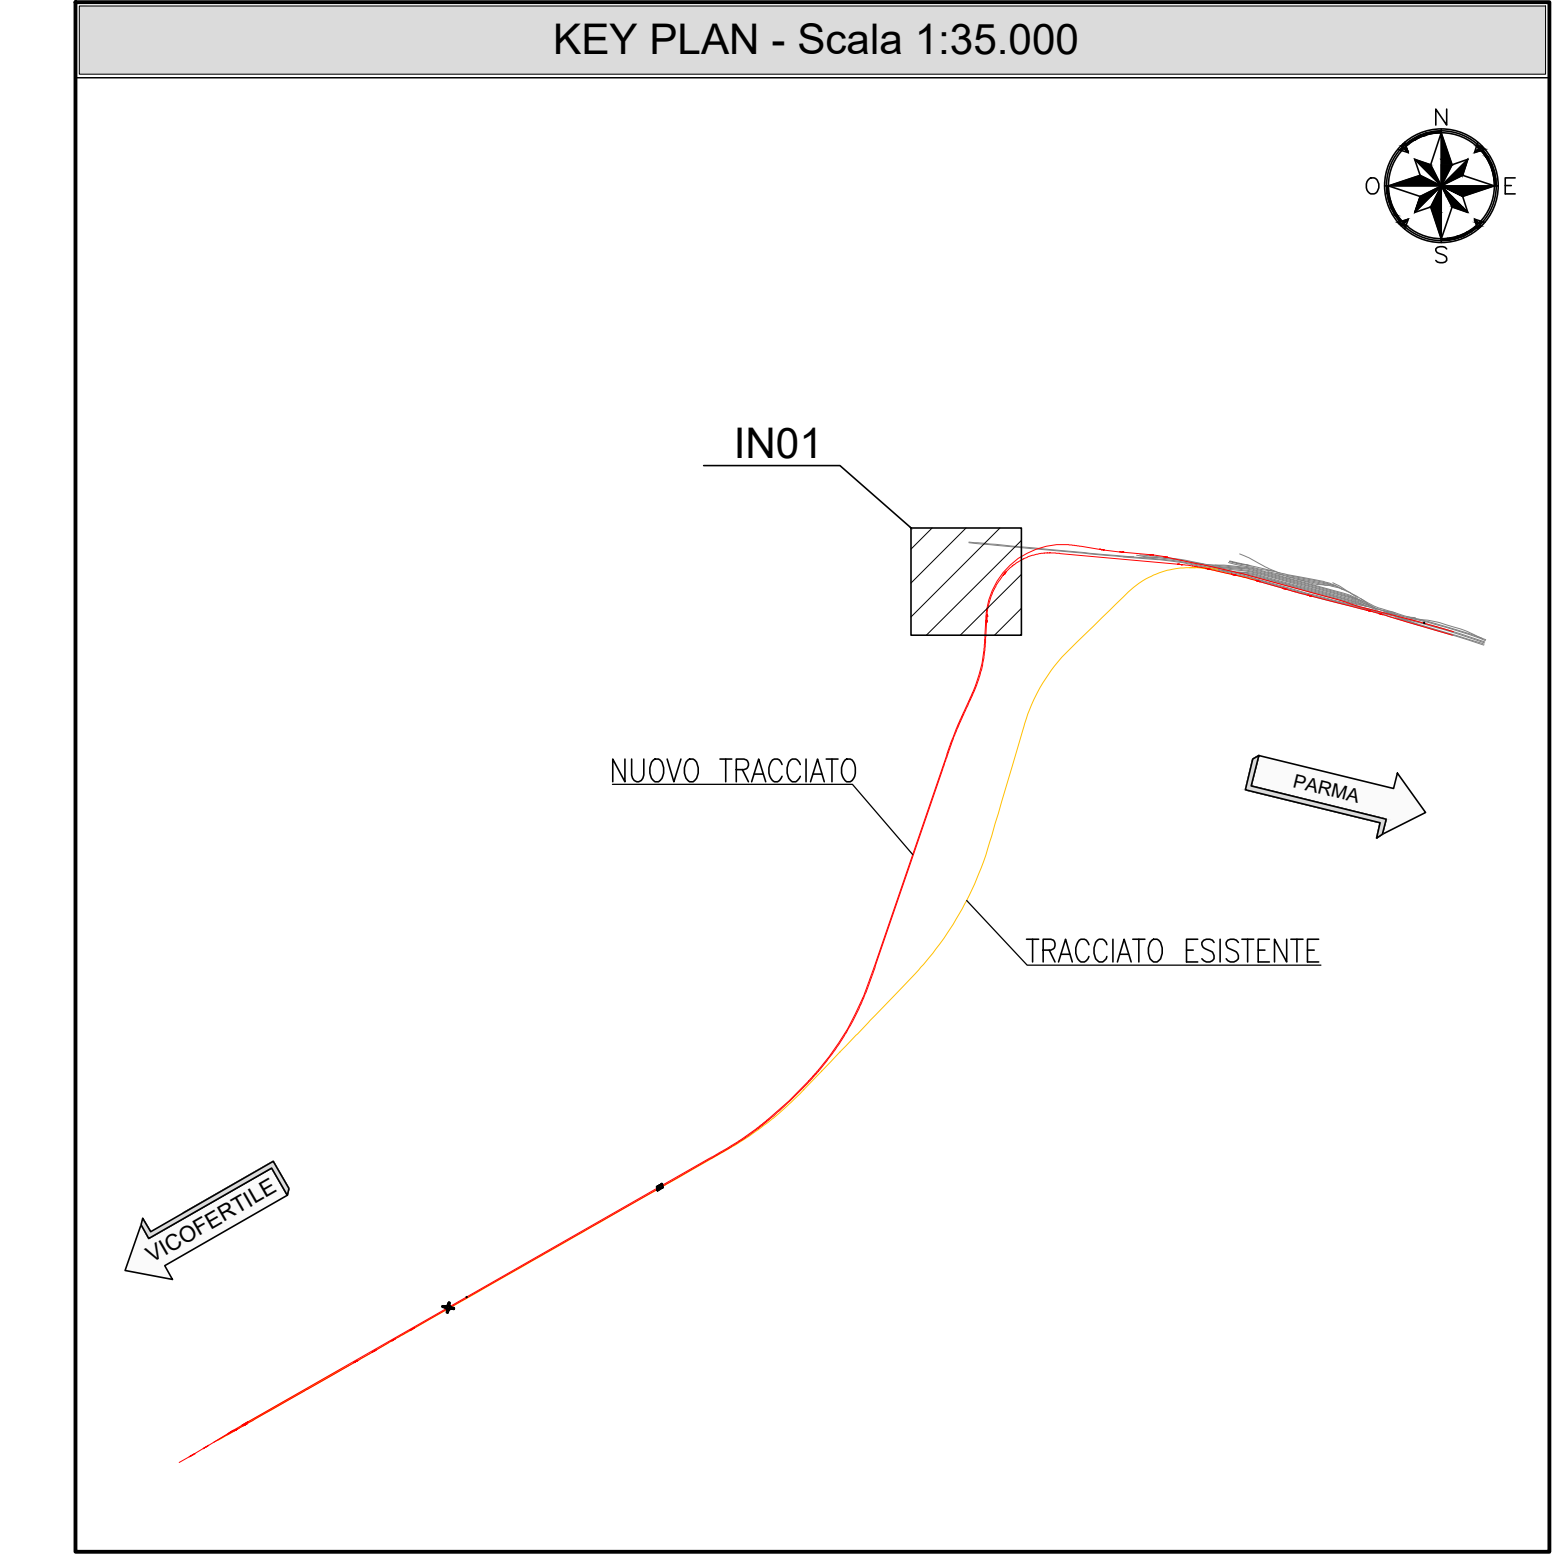 KEY PLAN - Scala 1:35.000
N
O
E
S
IN01
NUOVO TRACCIATO
PARMA
TRACCIATO ESISTENTE
VICOFERTILE